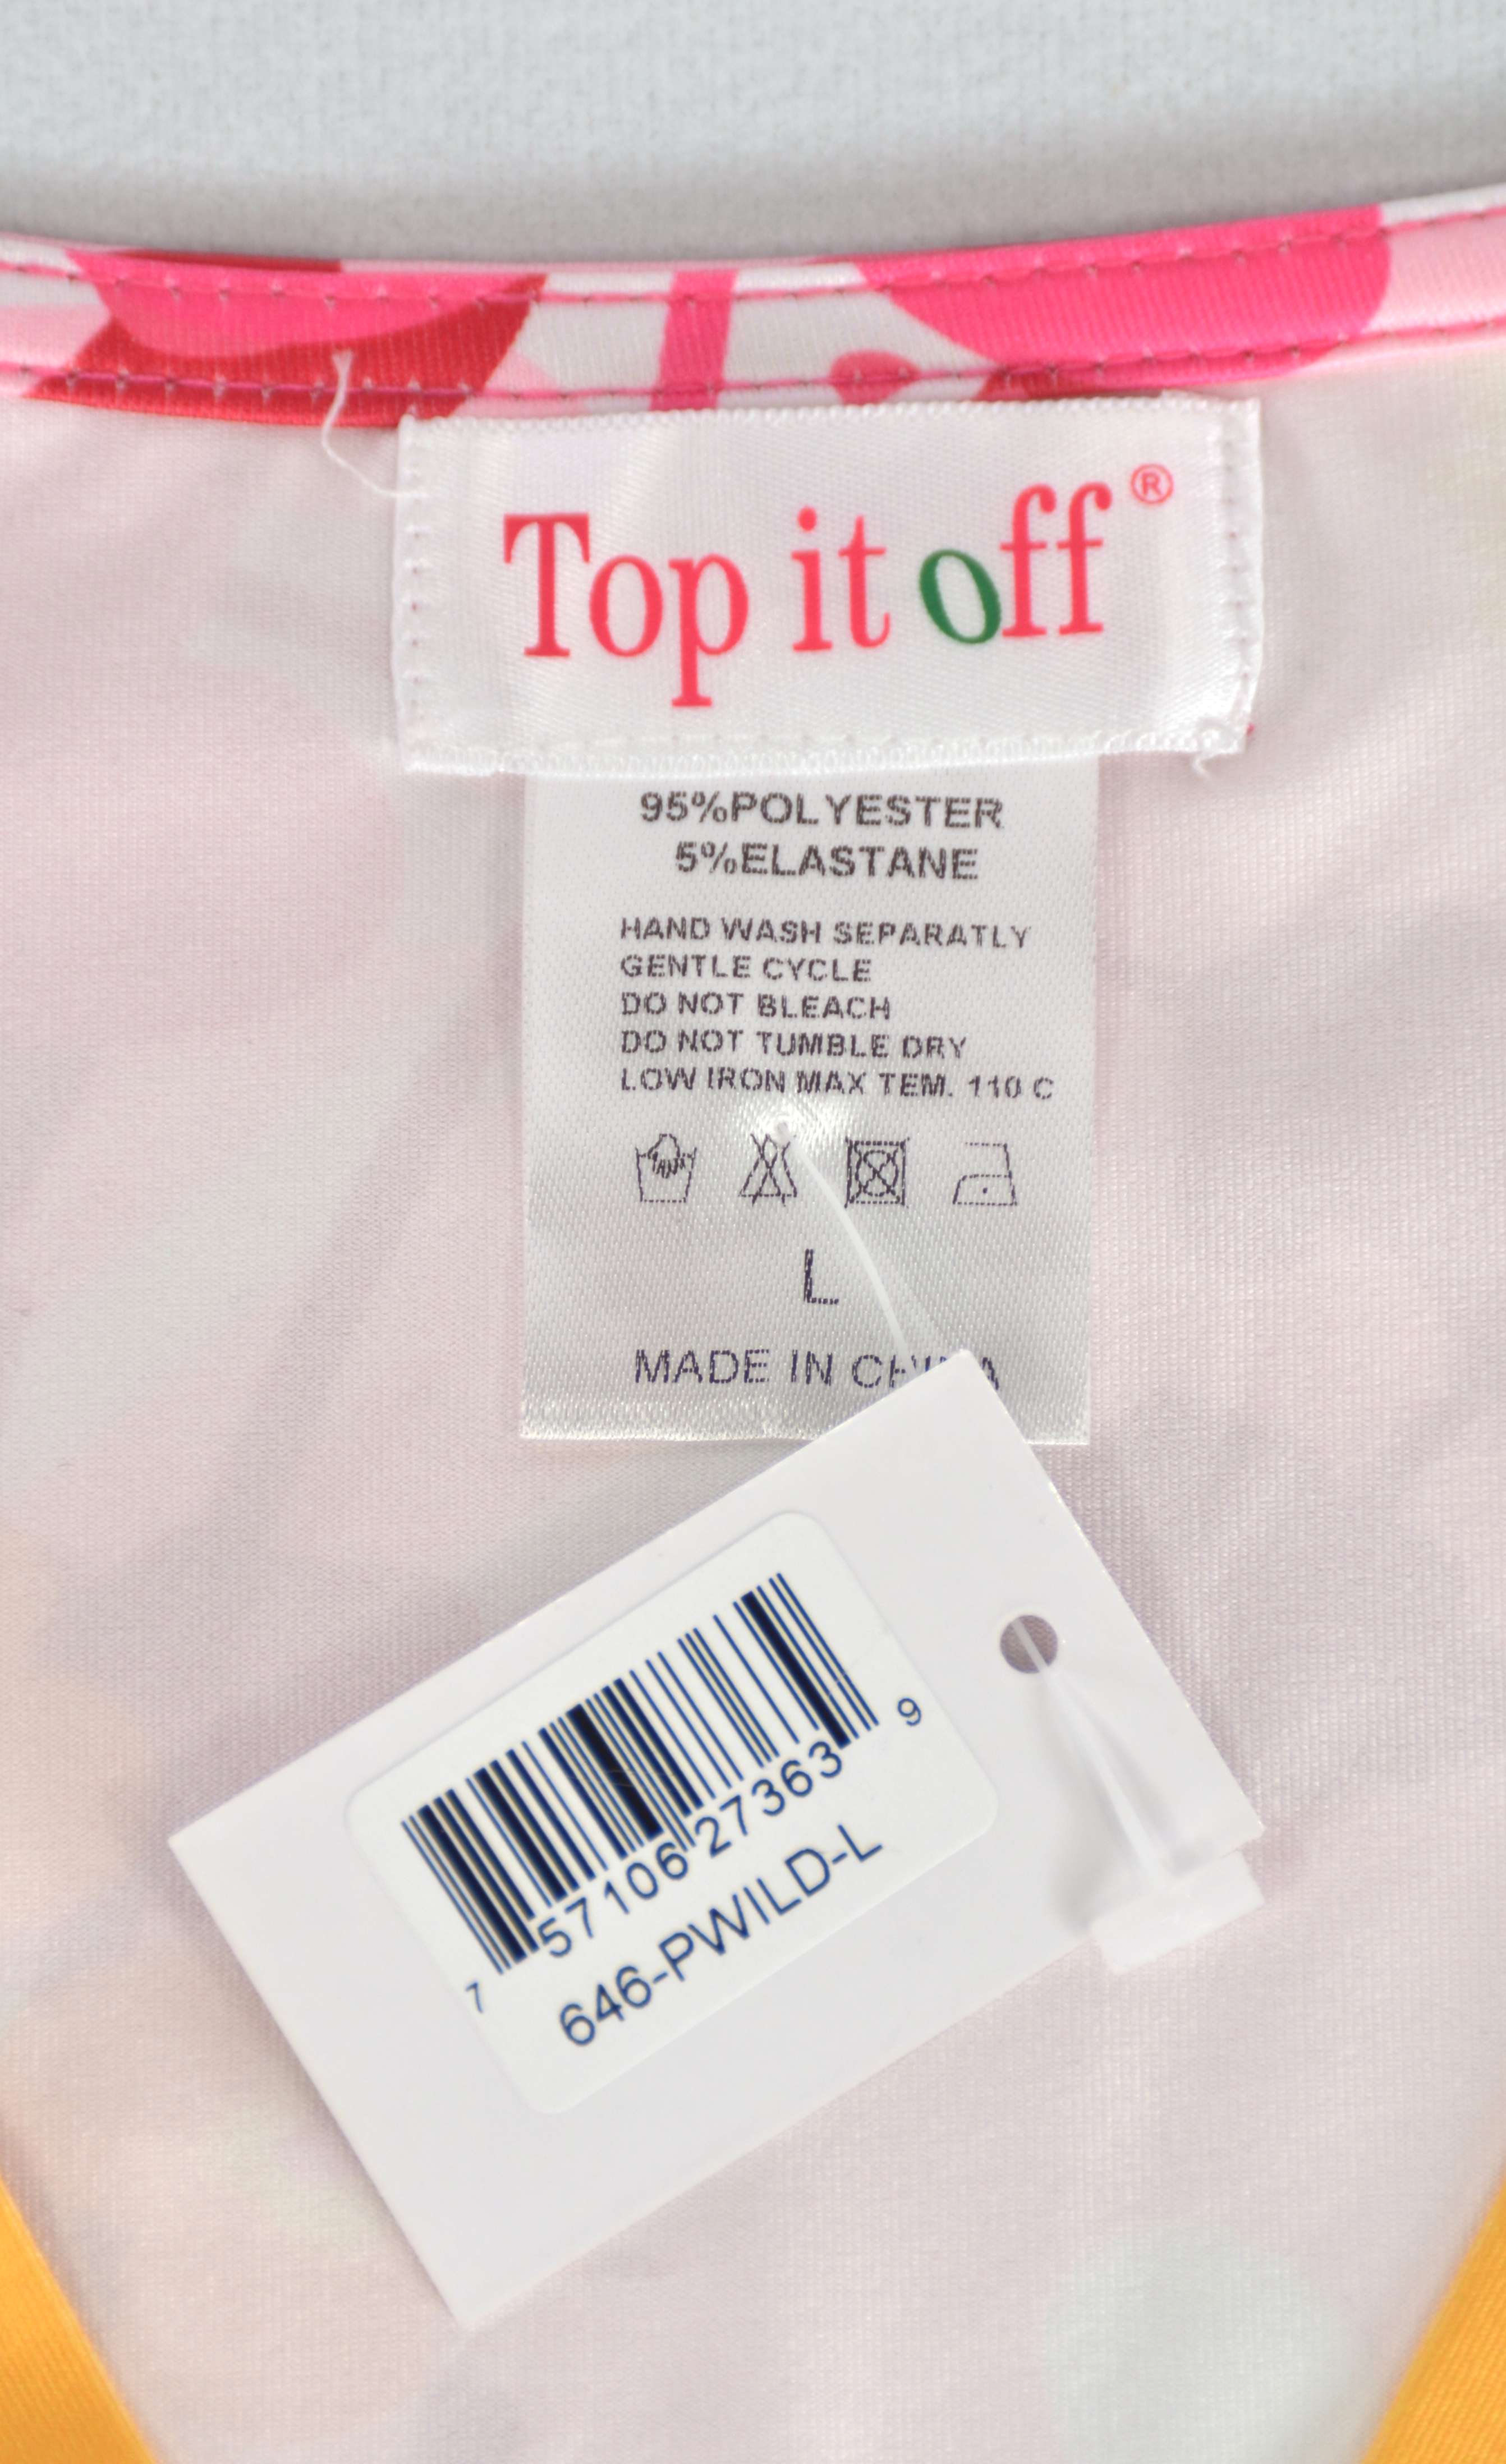 Top it off®
95%POLYESTER
5%ELASTANE
HAND WASH SEPARATLY
GENTLE CYCLE
DO NOT BLEACH
DO NOT TUMBLE DRY
LOW IRON MAX TEM. 110 C
L
MADE IN CHINA
7 57106 27363 9
646-PWILD-L